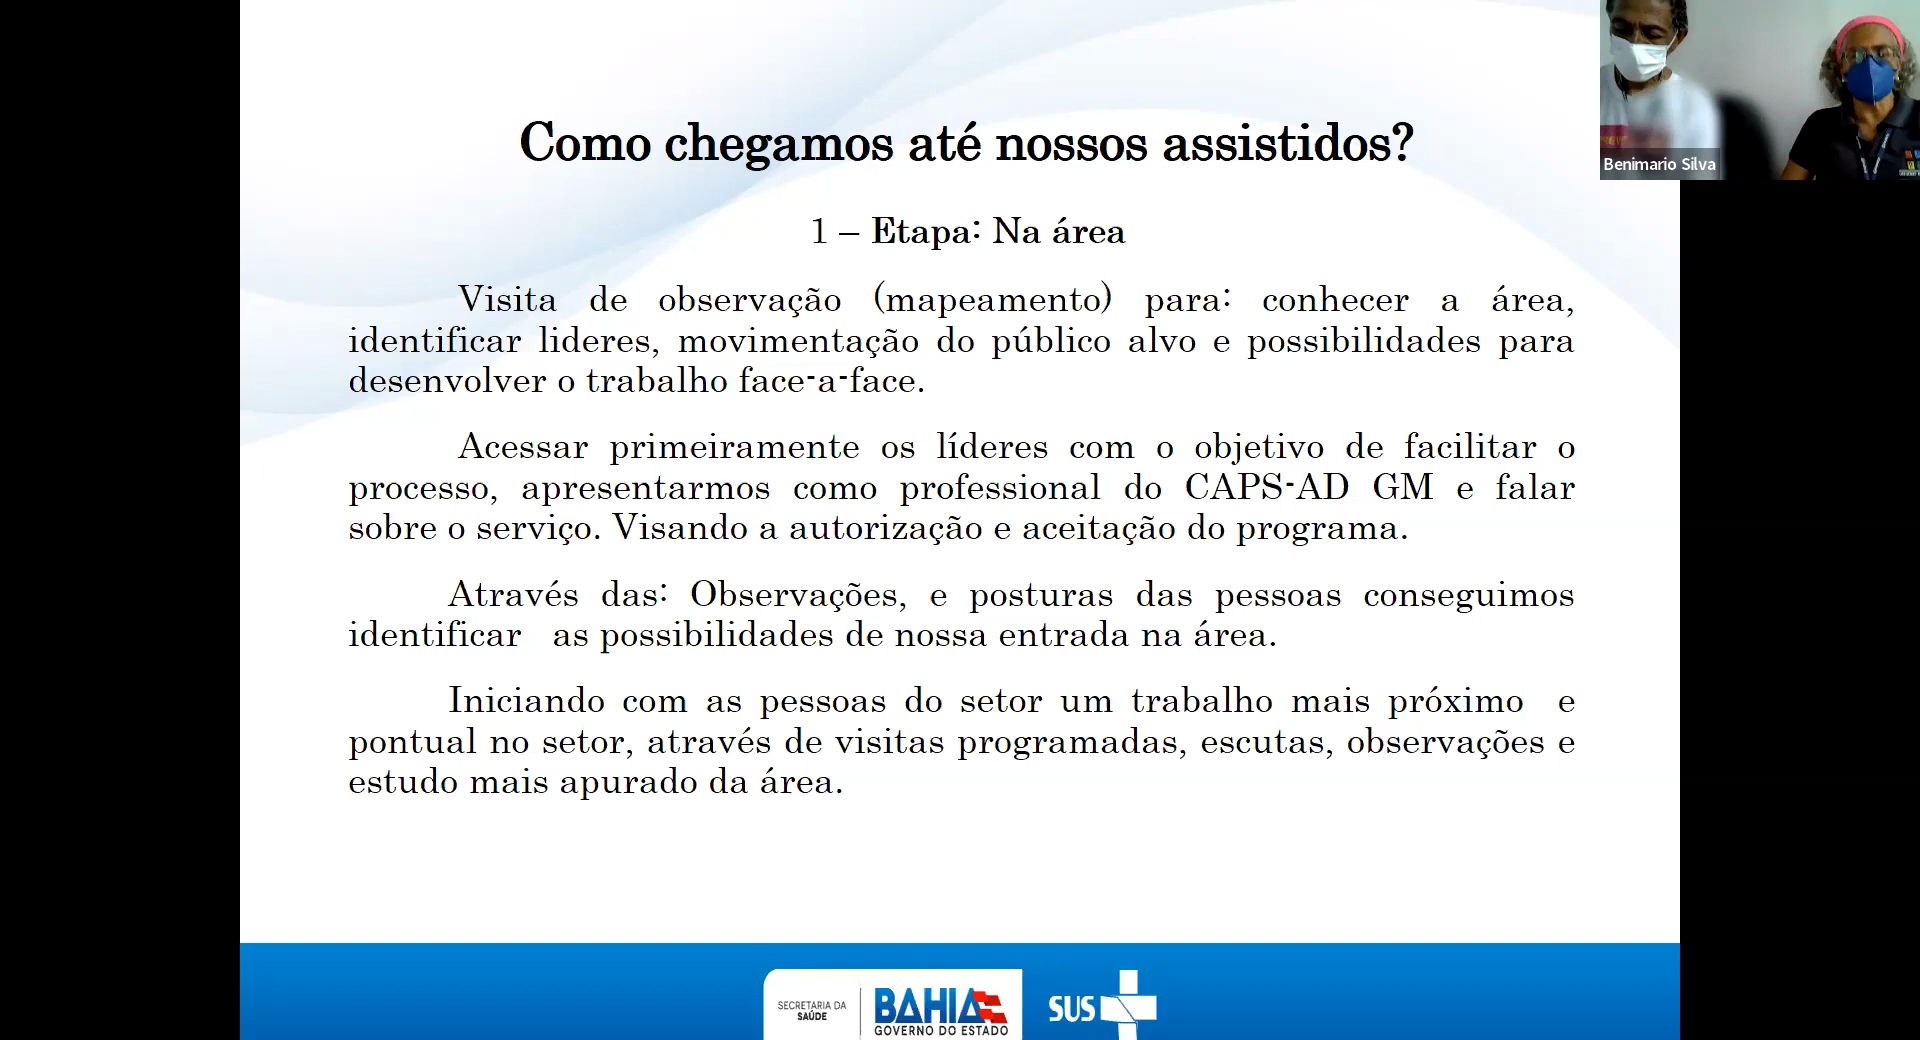 Como chegamos até nossos assistidos?
1 – Etapa: Na área
Visita de observação (mapeamento) para: conhecer a área,
identificar lideres, movimentação do público alvo e possibilidades para
desenvolver o trabalho face-a-face.
Acessar primeiramente os líderes com o objetivo de facilitar o
processo, apresentarmos como professional do CAPS-AD GM e falar
sobre o serviço. Visando a autorização e aceitação do programa.
Através das: Observações, e posturas das pessoas conseguimos
identificar as possibilidades de nossa entrada na área.
Iniciando com as pessoas do setor um trabalho mais próximo e
pontual no setor, através de visitas programadas, escutas, observações e
estudo mais apurado da área.
Benimario Silva
SECRETARIA DA
SAÚDE
BAHIA
GOVERNO DO ESTADO
SUS